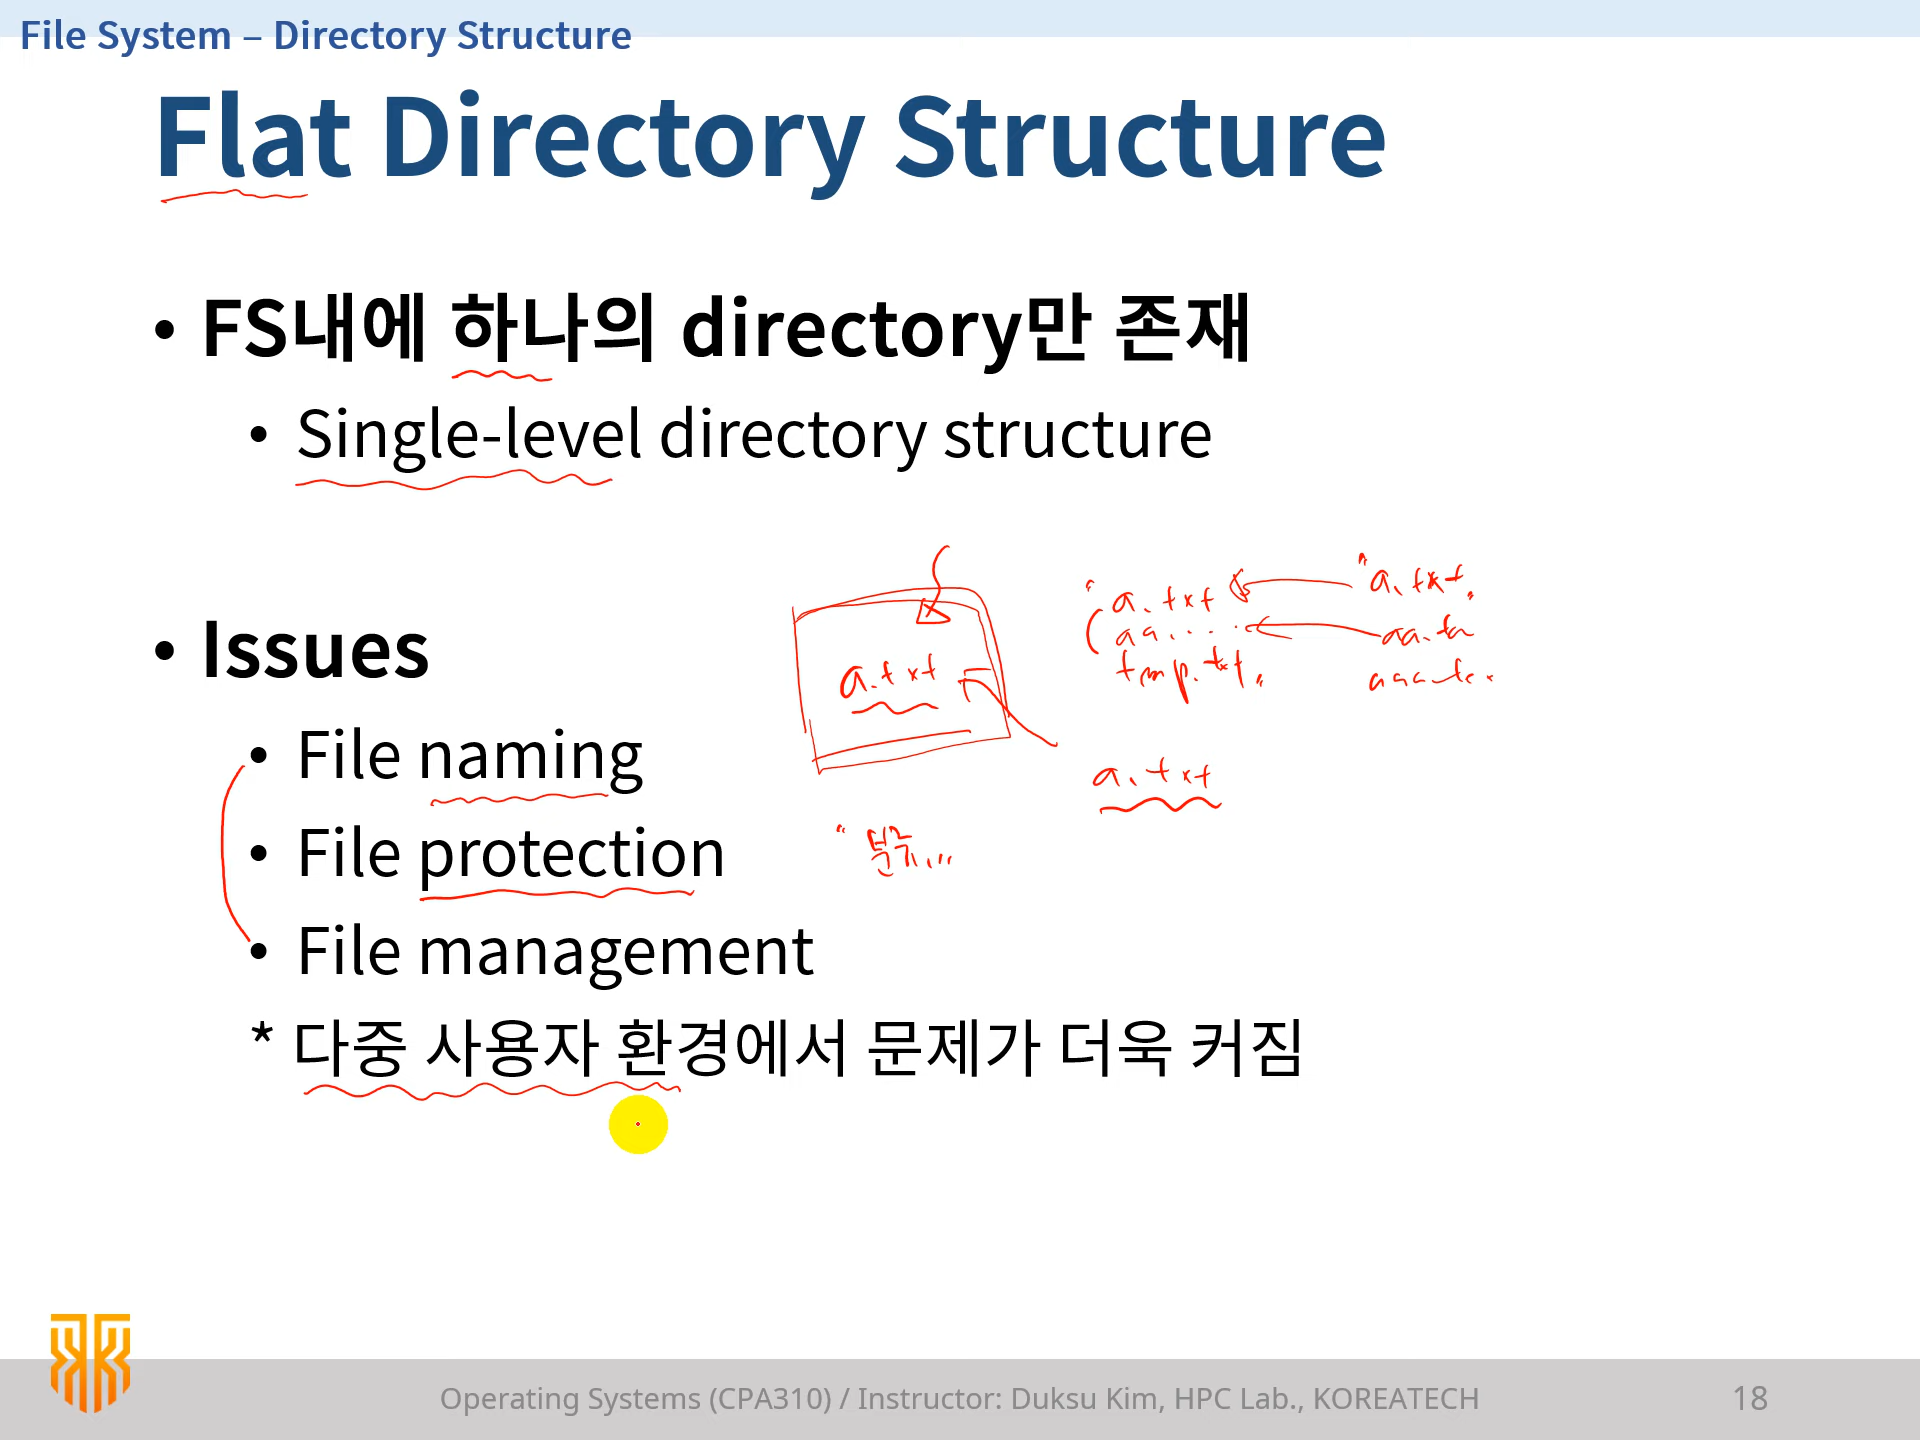 File System – Directory Structure
Flat Directory Structure
• FS내에 하나의 directory만 존재
• Single-level directory structure
• Issues
• File naming
• File protection
• File management
* 다중 사용자 환경에서 문제가 더욱 커짐
a.txt
"a.txt
aa....
tmp.txt"
"a.txt"
a.txt
Operating Systems (CPA310) / Instructor: Duksu Kim, HPC Lab., KOREATECH
18